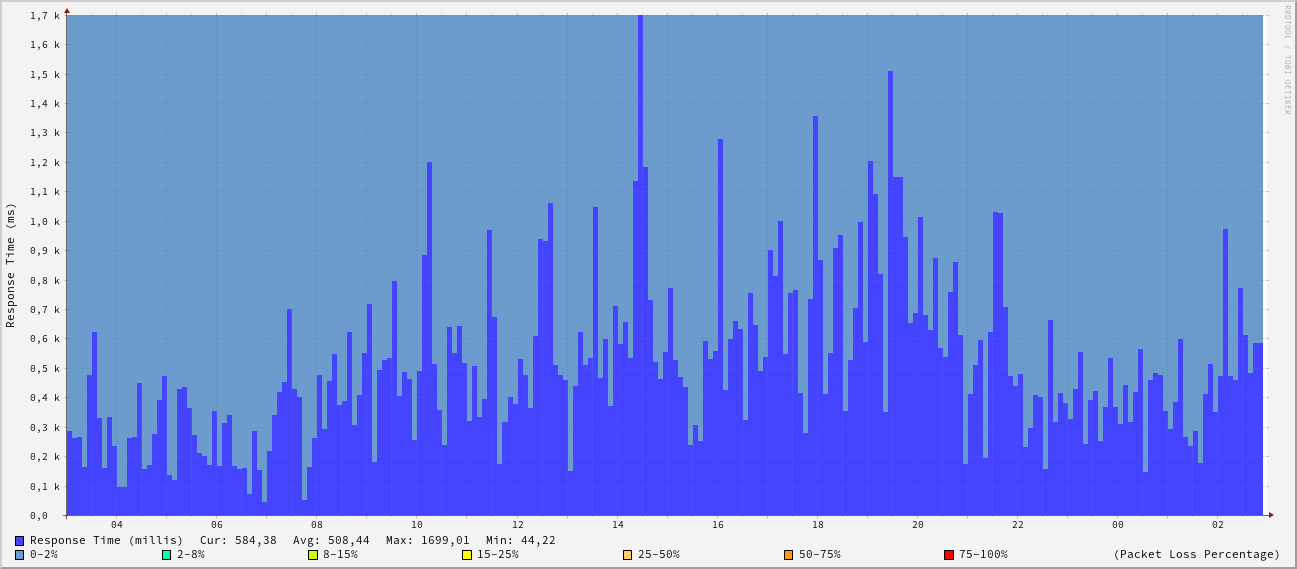 1,7 k
1,6 k
1,5 k
1,4 k
1,3 k
1,2 k
1,1 k
1,0 k
0,9 k
0,8 k
0,7 k
0,6 k
0,5 k
0,4 k
0,3 k
0,2 k
0,1 k
0,0
Response Time (ms)
RRDTOOL / TOBI OETIKER
04 06 08 10 12 14 16 18 20 22 00 02
Response Time (millis) Cur: 584,38 Avg: 508,44 Max: 1699,01 Min: 44,22
0-2% 2-8% 8-15% 15-25% 25-50% 50-75% 75-100% (Packet Loss Percentage)